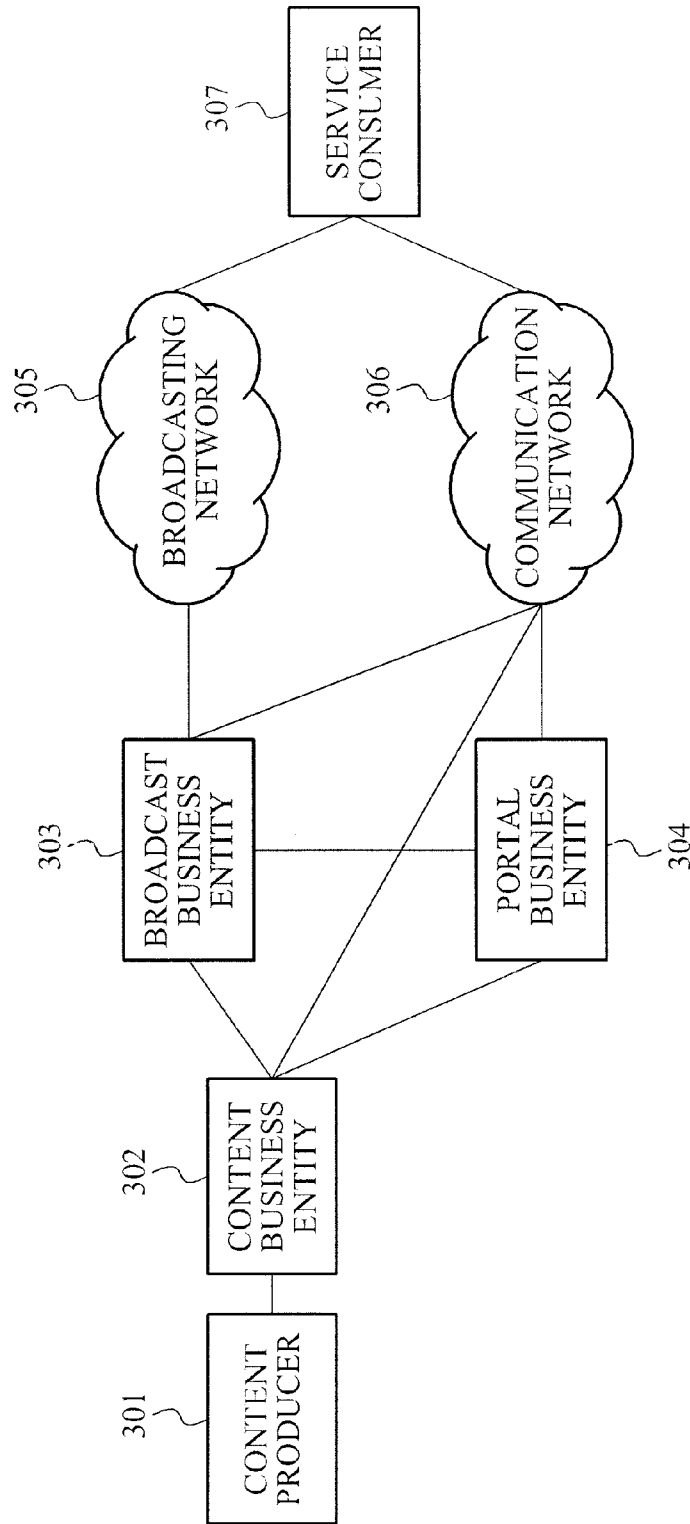 301
CONTENT
PRODUCER
302
CONTENT
BUSINESS
ENTITY
303
BROADCAST
BUSINESS
ENTITY
304
PORTAL
BUSINESS
ENTITY
305
BROADCASTING
NETWORK
306
COMMUNICATION
NETWORK
307
SERVICE
CONSUMER